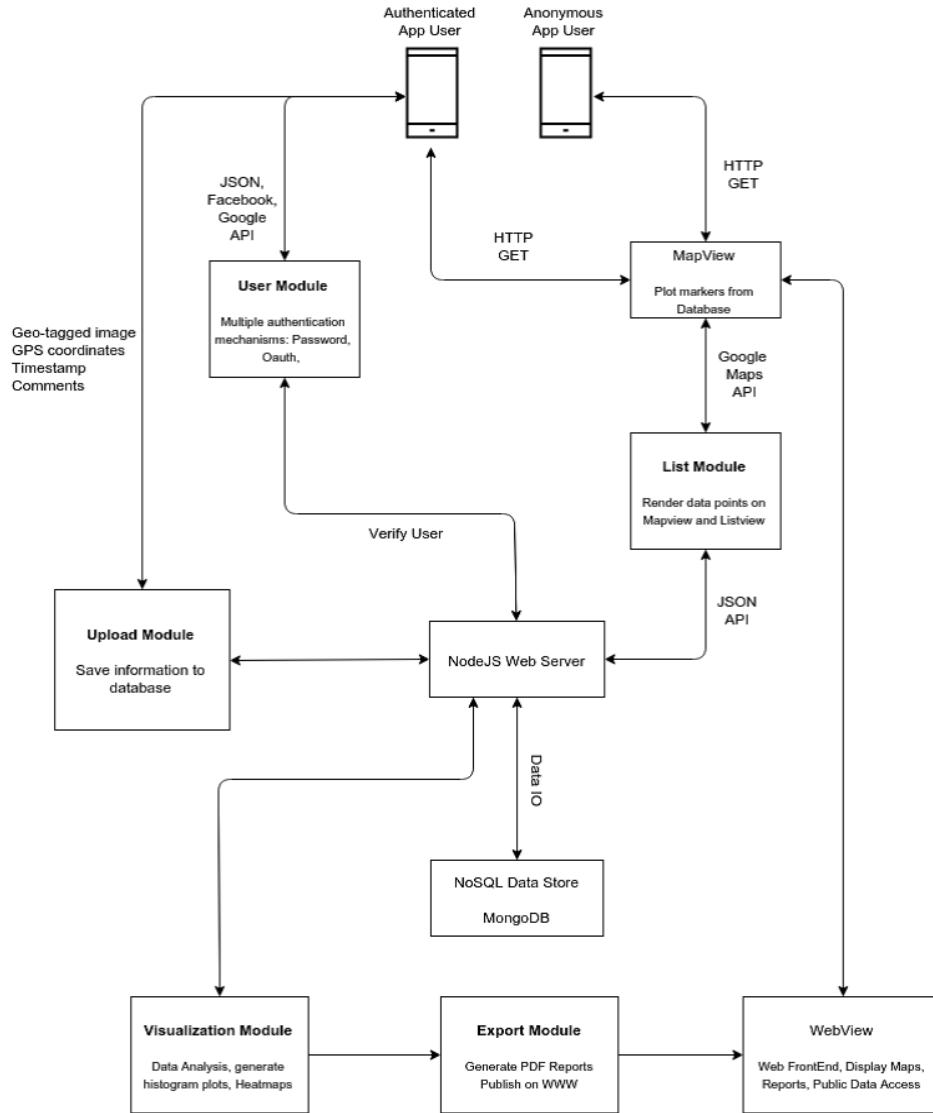 Authenticated
App User
Anonymous
App User
HTTP
GET
JSON,
Facebook,
Google
API
HTTP
GET
MapView
Plot markers from
Database
User Module
Multiple authentication
mechanisms: Password,
Oauth,
Geo-tagged image
GPS coordinates
Timestamp
Comments
Google
Maps
API
List Module
Render data points on
Mapview and Listview
Verify User
JSON
API
Upload Module
Save information to
database
NodeJS Web Server
Data IO
NoSQL Data Store
MongoDB
Visualization Module
Data Analysis, generate
histogram plots, Heatmaps
Export Module
Generate PDF Reports
Publish on WWW
WebView
Web FrontEnd, Display Maps,
Reports, Public Data Access